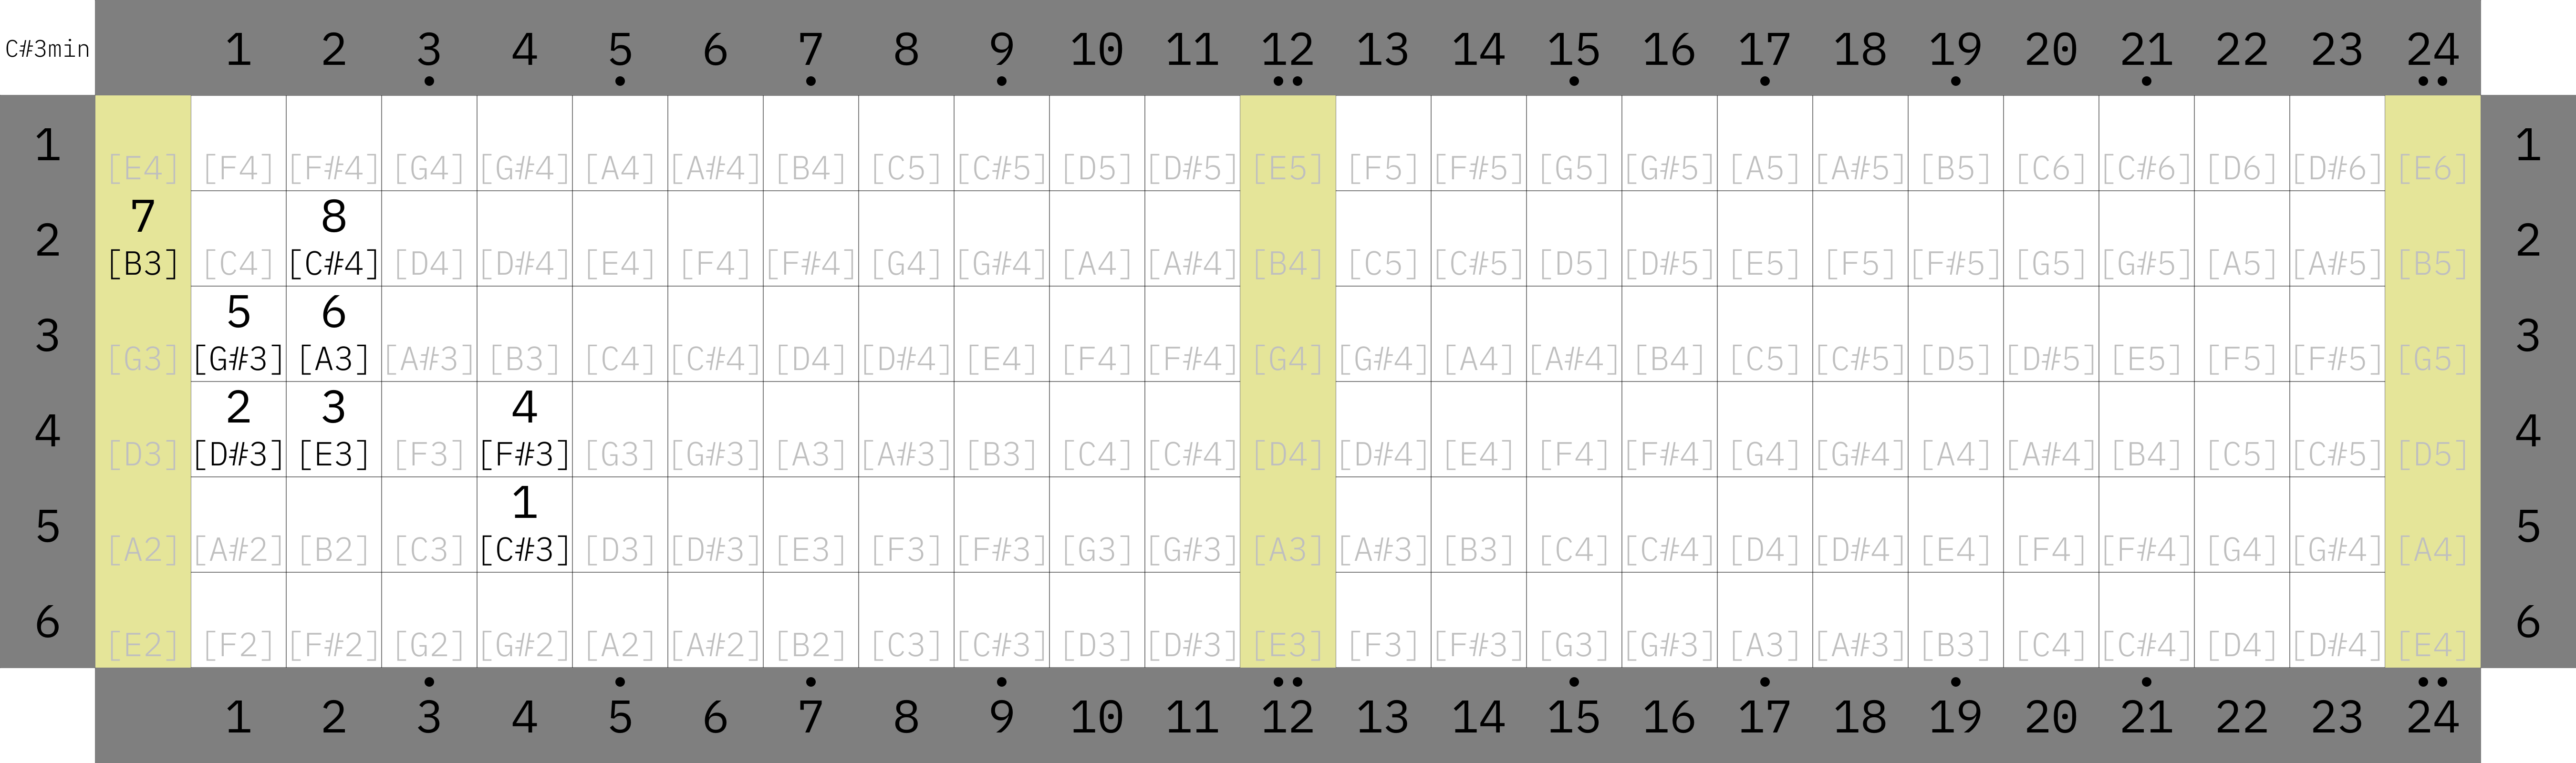 C#3min 1 2 3 4 5 6 7 8 9 10 11 12 13 14 15 16 17 18 19 20 21 22 23 24
1 [E4] [F4] [F#4] [G4] [G#4] [A4] [A#4] [B4] [C5] [C#5] [D5] [D#5] [E5] [F5] [F#5] [G5] [G#5] [A5] [A#5] [B5] [C6] [C#6] [D6] [D#6] [E6] 1
7 8
2 [B3] [C4] [C#4] [D4] [D#4] [E4] [F4] [F#4] [G4] [G#4] [A4] [A#4] [B4] [C5] [C#5] [D5] [D#5] [E5] [F5] [F#5] [G5] [G#5] [A5] [A#5] [B5] 2
5 6
3 [G3] [G#3] [A3] [A#3] [B3] [C4] [C#4] [D4] [D#4] [E4] [F4] [F#4] [G4] [G#4] [A4] [A#4] [B4] [C5] [C#5] [D5] [D#5] [E5] [F5] [F#5] [G5] 3
2 3 4
4 [D3] [D#3] [E3] [F3] [F#3] [G3] [G#3] [A3] [A#3] [B3] [C4] [C#4] [D4] [D#4] [E4] [F4] [F#4] [G4] [G#4] [A4] [A#4] [B4] [C5] [C#5] [D5] 4
1
5 [A2] [A#2] [B2] [C3] [C#3] [D3] [D#3] [E3] [F3] [F#3] [G3] [G#3] [A3] [A#3] [B3] [C4] [C#4] [D4] [D#4] [E4] [F4] [F#4] [G4] [G#4] [A4] 5
6 [E2] [F2] [F#2] [G2] [G#2] [A2] [A#2] [B2] [C3] [C#3] [D3] [D#3] [E3] [F3] [F#3] [G3] [G#3] [A3] [A#3] [B3] [C4] [C#4] [D4] [D#4] [E4] 6
1 2 3 4 5 6 7 8 9 10 11 12 13 14 15 16 17 18 19 20 21 22 23 24